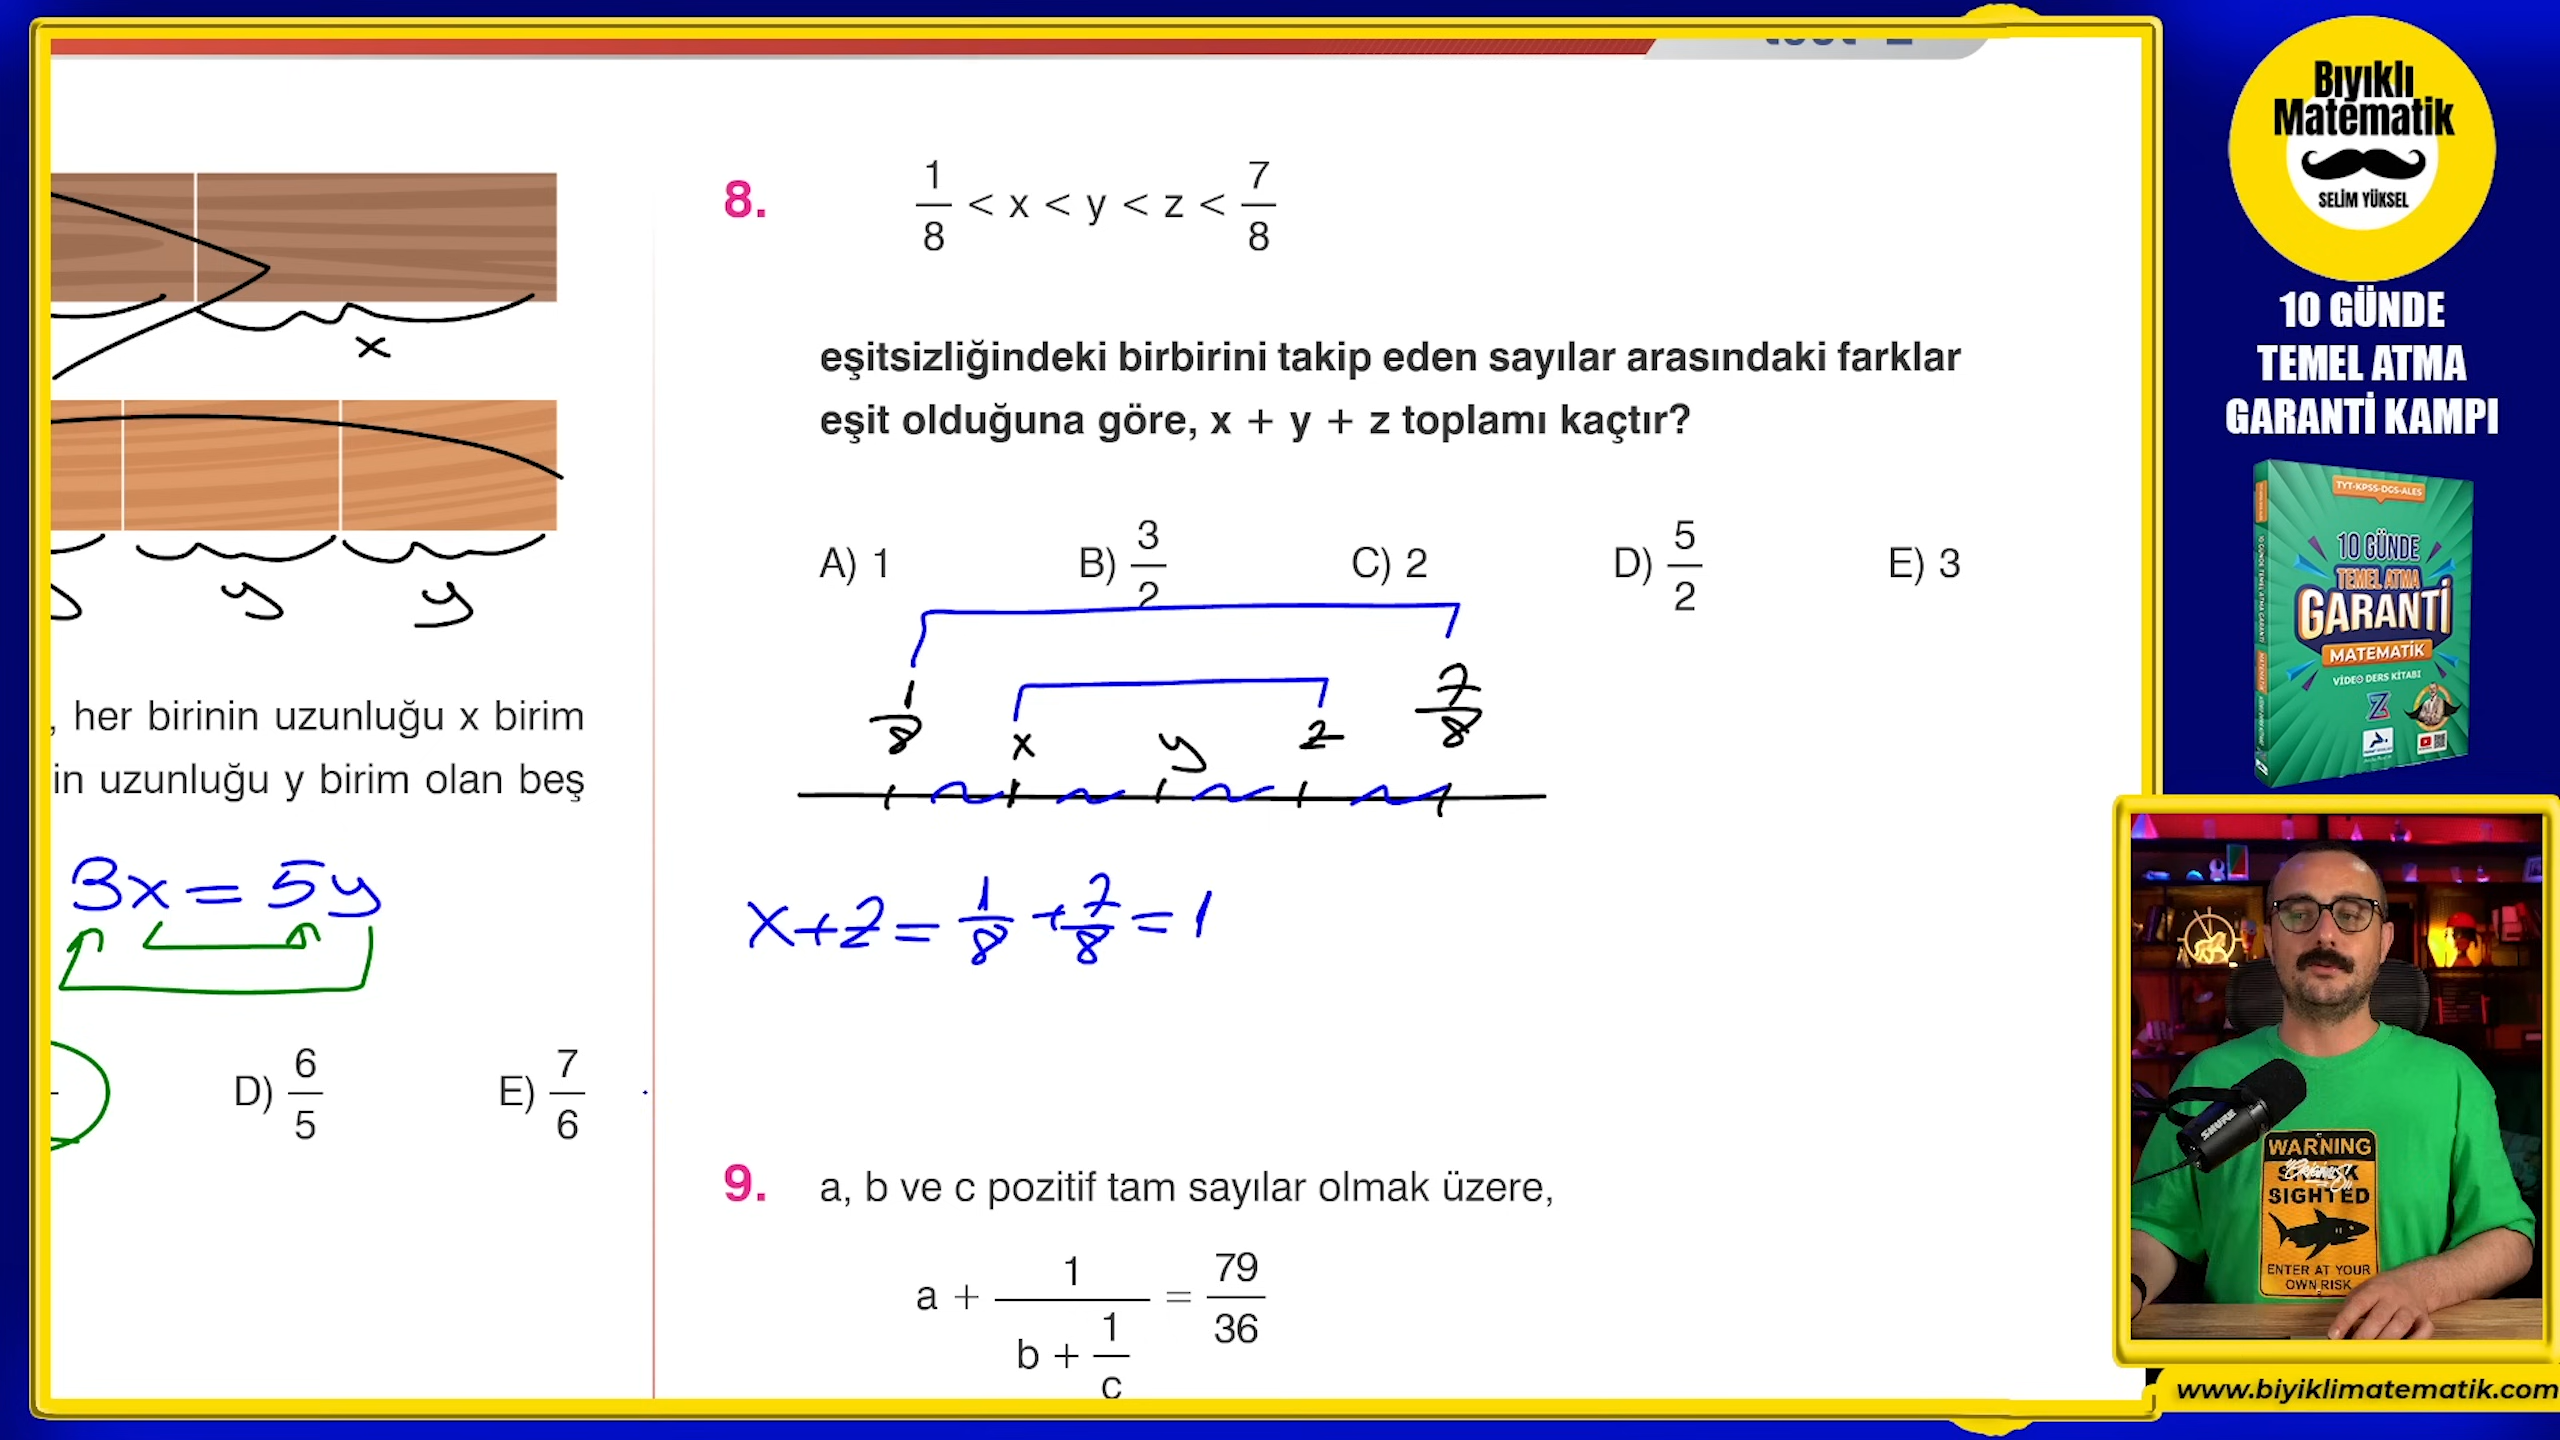 x
y
y
, her birinin uzunluğu x birim
in uzunluğu y birim olan beş
3x = 5y
D) 6/5 E) 7/6
8. 1/8 < x < y < z < 7/8
eşitsizliğindeki birbirini takip eden sayılar arasındaki farklar
eşit olduğuna göre, x + y + z toplamı kaçtır?
A) 1 B) 3/2 C) 2 D) 5/2 E) 3
1/8 x y z 7/8
x+z = 1/8 + 7/8 = 1
9. a, b ve c pozitif tam sayılar olmak üzere,
a + 1/(b + 1/c) = 79/36
Bıyıklı
Matematik
SELİM YÜKSEL
10 GÜNDE
TEMEL ATMA
GARANTİ KAMPI
TYT-KPSS-DGS-ALES
10 GÜNDE
TEMEL ATMA
GARANTİ
MATEMATİK
VİDEO DERS KİTABI
SHURE
WARNING
SHARK
SIGHTED
ENTER AT YOUR
OWN RISK
www.biyiklimatematik.com